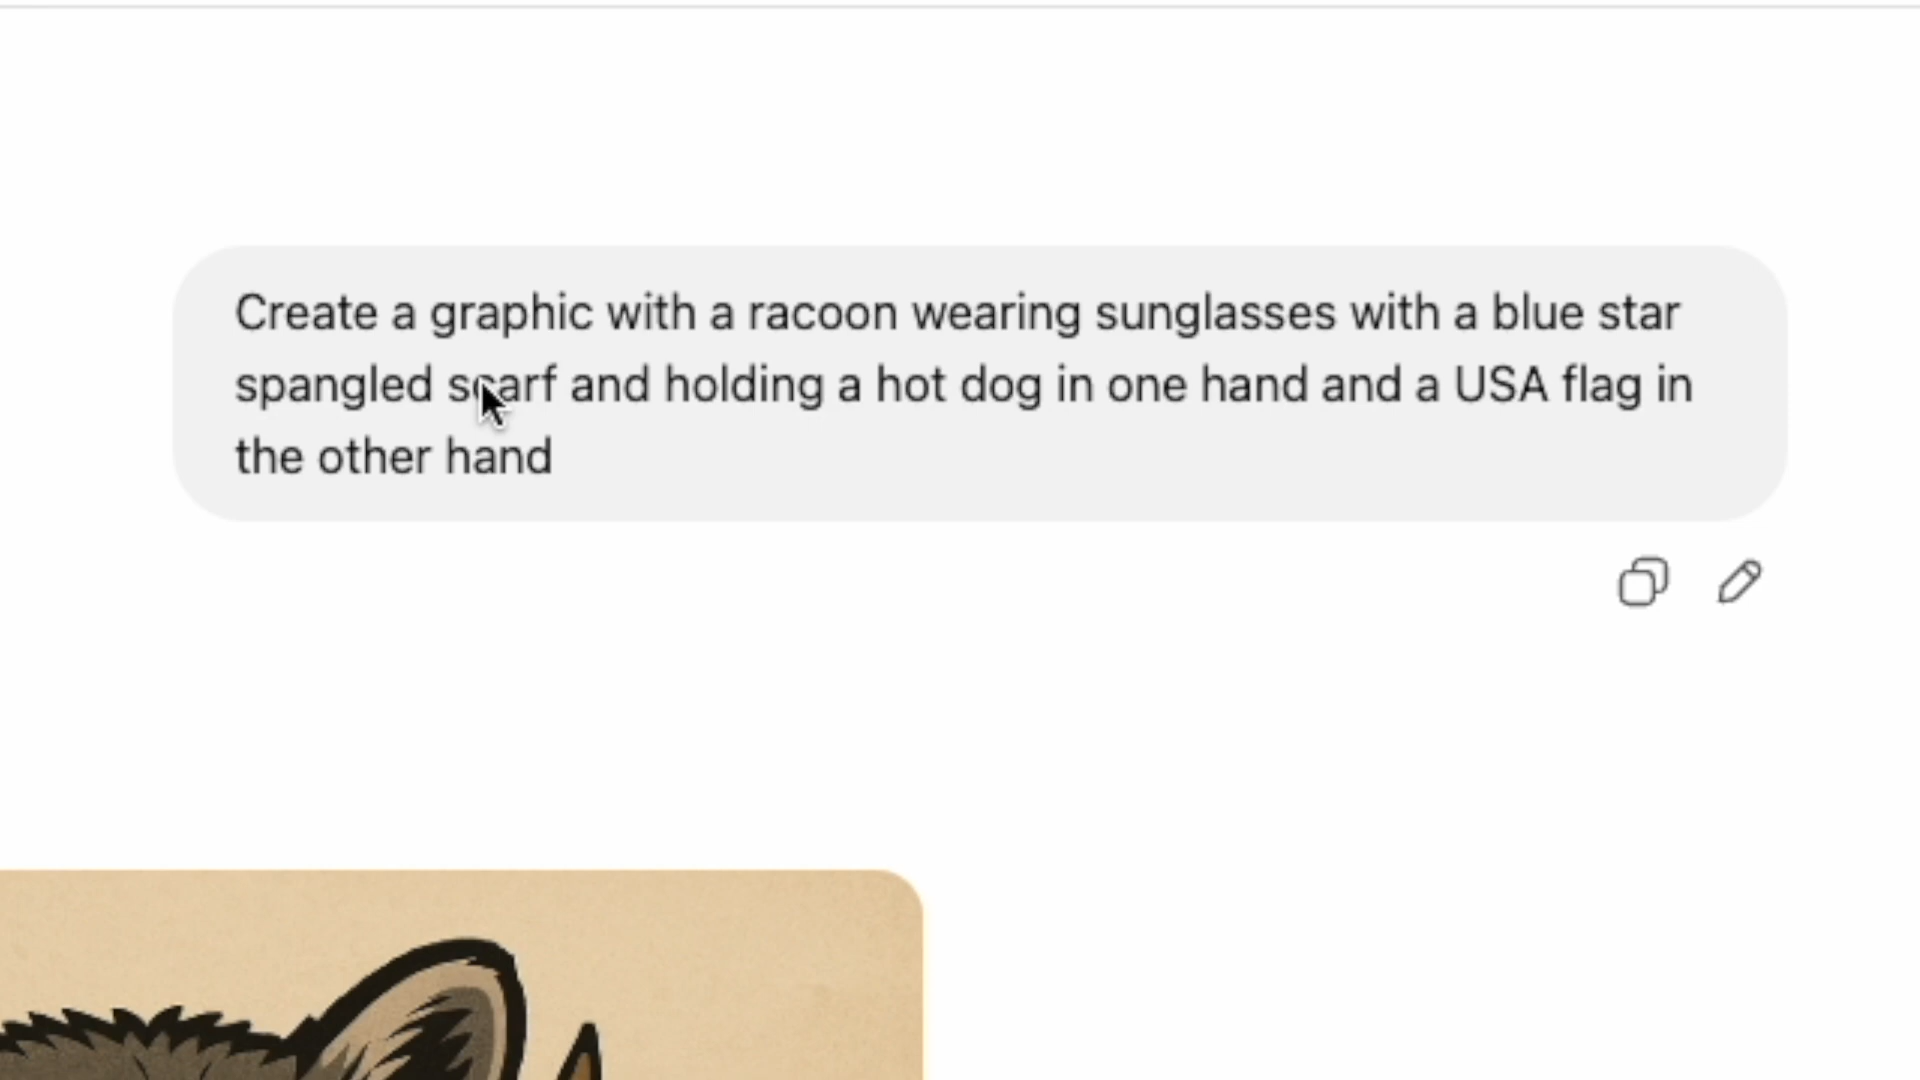 Create a graphic with a racoon wearing sunglasses with a blue star
spangled scarf and holding a hot dog in one hand and a USA flag in
the other hand